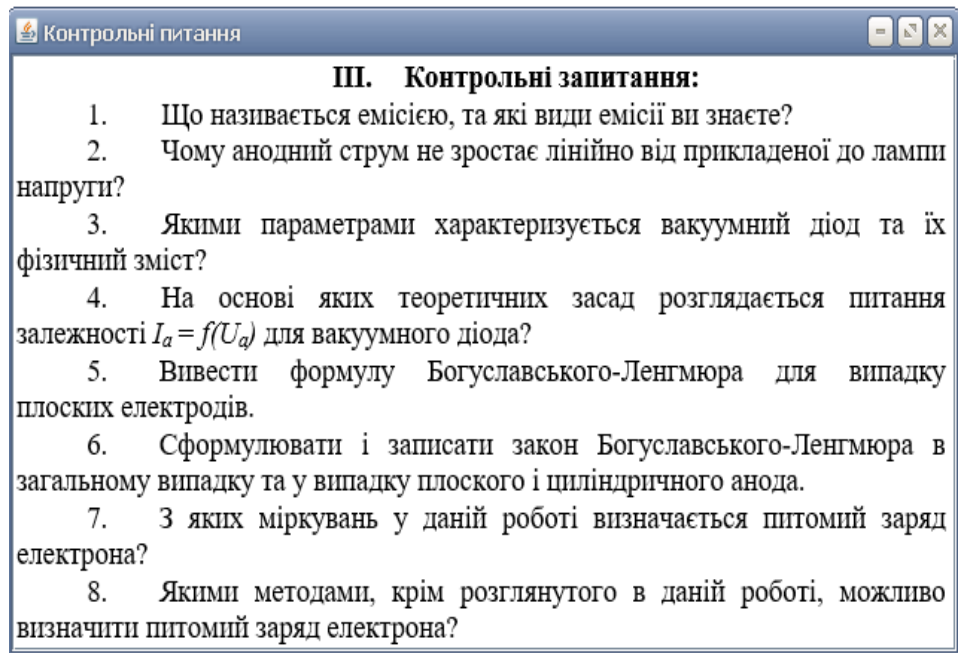 Контрольні питання
III. Контрольні запитання:
1. Що називається емісією, та які види емісії ви знаєте?
2. Чому анодний струм не зростає лінійно від прикладеної до лампи
напруги?
3. Якими параметрами характеризується вакуумний діод та їх
фізичний зміст?
4. На основі яких теоретичних засад розглядається питання
залежності Iₐ = f(Uₐ) для вакуумного діода?
5. Вивести формулу Богуславського-Ленгмюра для випадку
плоских електродів.
6. Сформулювати і записати закон Богуславського-Ленгмюра в
загальному випадку та у випадку плоского і циліндричного анода.
7. З яких міркувань у даній роботі визначається питомий заряд
електрона?
8. Якими методами, крім розглянутого в даній роботі, можливо
визначити питомий заряд електрона?